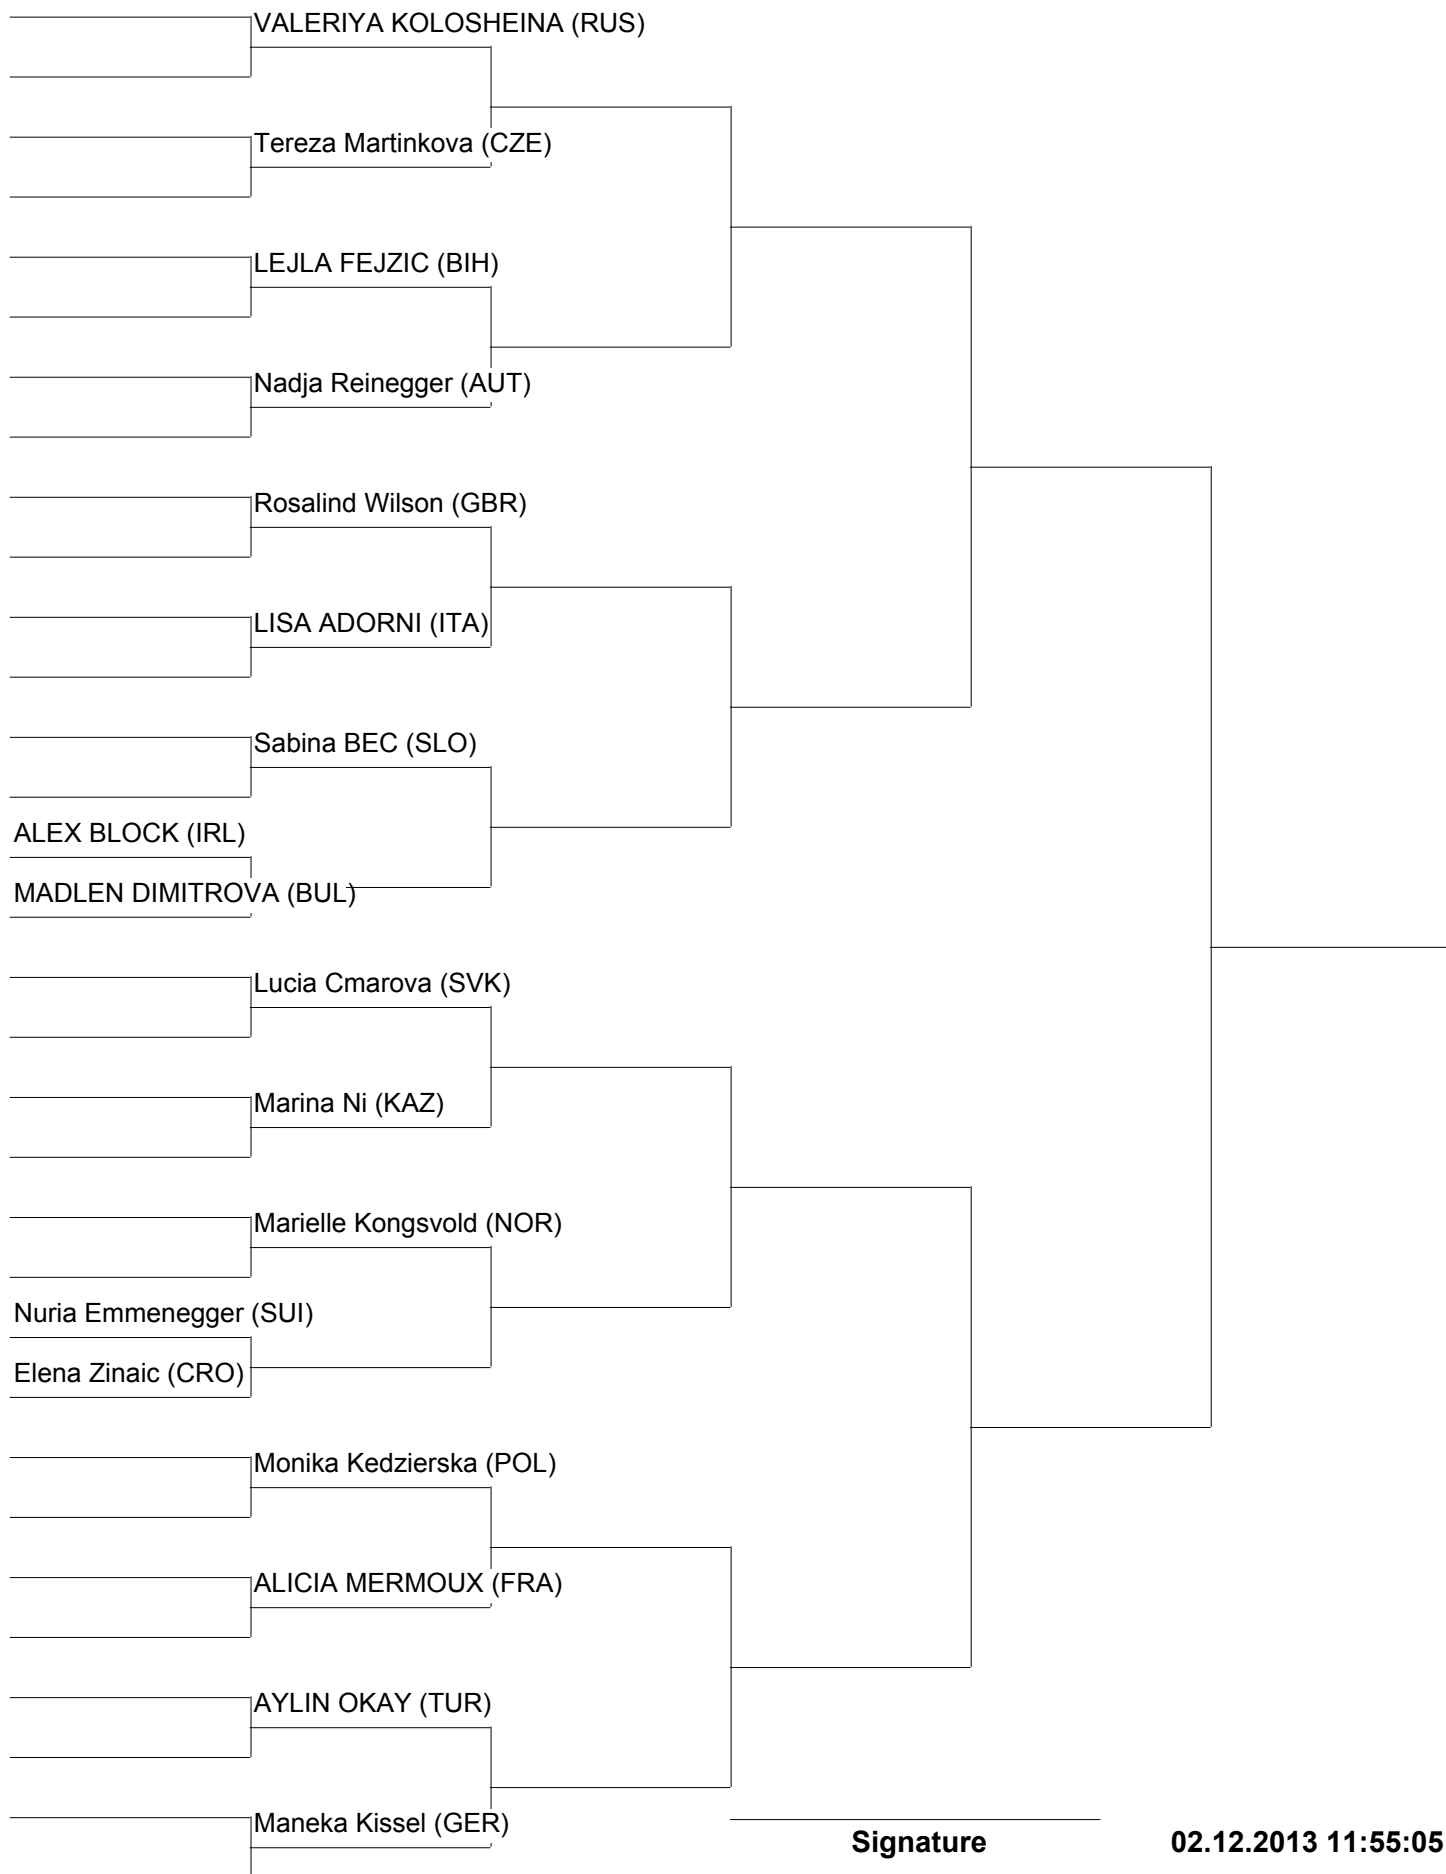 VALERIYA KOLOSHEINA (RUS)
Tereza Martinkova (CZE)
LEJLA FEJZIC (BIH)
Nadja Reinegger (AUT)
Rosalind Wilson (GBR)
LISA ADORNI (ITA)
Sabina BEC (SLO)
ALEX BLOCK (IRL)
MADLEN DIMITROVA (BUL)
Lucia Cmarova (SVK)
Marina Ni (KAZ)
Marielle Kongsvold (NOR)
Nuria Emmenegger (SUI)
Elena Zinaic (CRO)
Monika Kedzierska (POL)
ALICIA MERMOUX (FRA)
AYLIN OKAY (TUR)
Maneka Kissel (GER)
Signature 02.12.2013 11:55:05